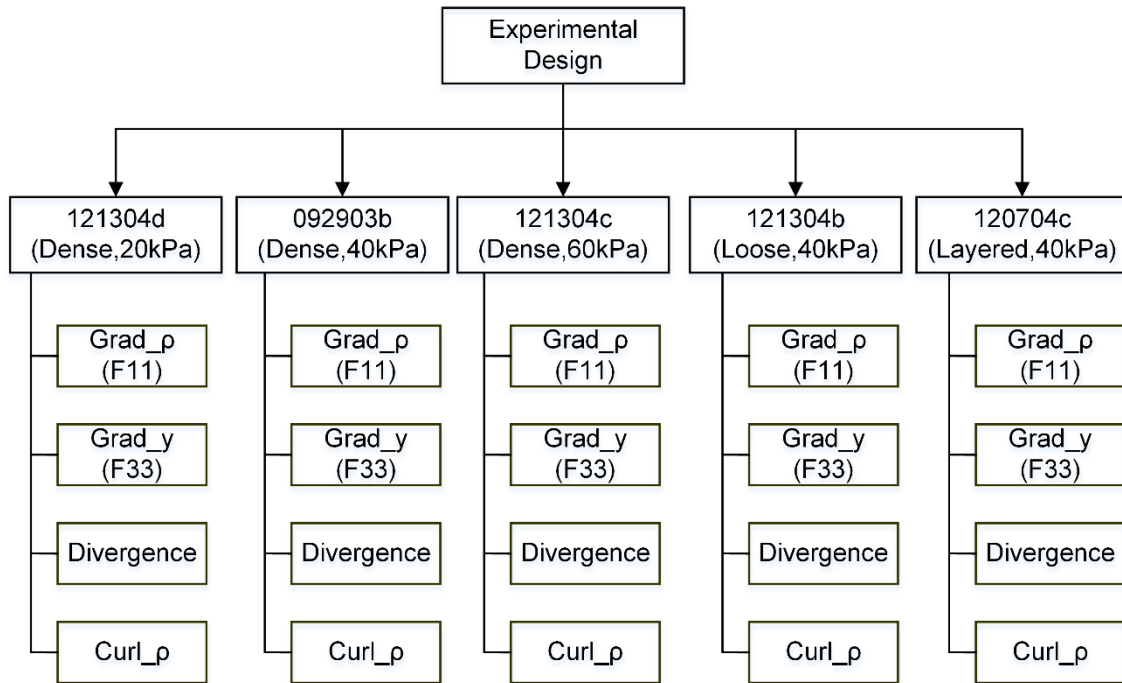 Experimental
Design
121304d
(Dense,20kPa)
092903b
(Dense,40kPa)
121304c
(Dense,60kPa)
121304b
(Loose,40kPa)
120704c
(Layered,40kPa)
Grad_ρ
(F11)
Grad_ρ
(F11)
Grad_ρ
(F11)
Grad_ρ
(F11)
Grad_ρ
(F11)
Grad_y
(F33)
Grad_y
(F33)
Grad_y
(F33)
Grad_y
(F33)
Grad_y
(F33)
Divergence
Divergence
Divergence
Divergence
Divergence
Curl_ρ
Curl_ρ
Curl_ρ
Curl_ρ
Curl_ρ